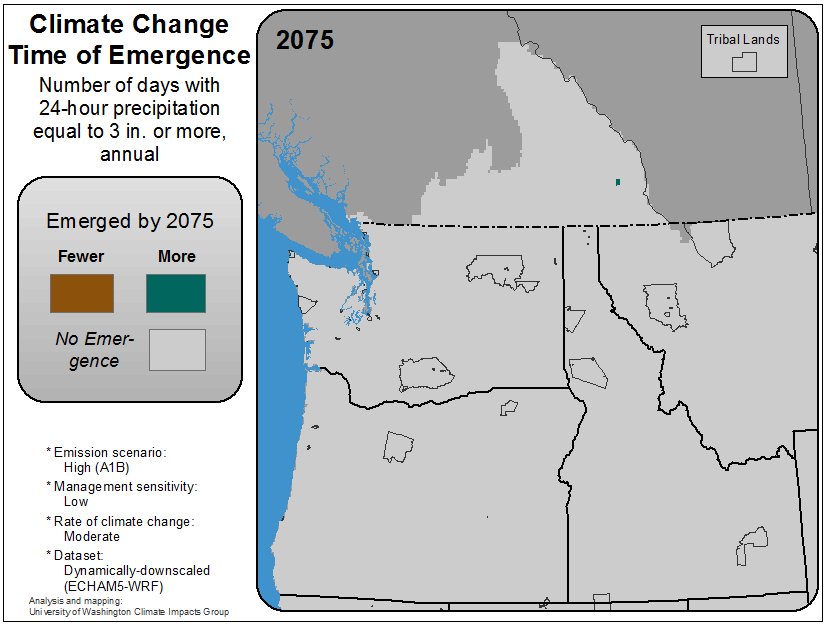 Climate Change
Time of Emergence
Number of days with
24-hour precipitation
equal to 3 in. or more,
annual
Emerged by 2075
Fewer
More
No Emer-
gence
* Emission scenario:
High (A1B)
* Management sensitivity:
Low
* Rate of climate change:
Moderate
* Dataset:
Dynamically-downscaled
(ECHAM5-WRF)
Analysis and mapping:
University of Washington Climate Impacts Group
2075
Tribal Lands